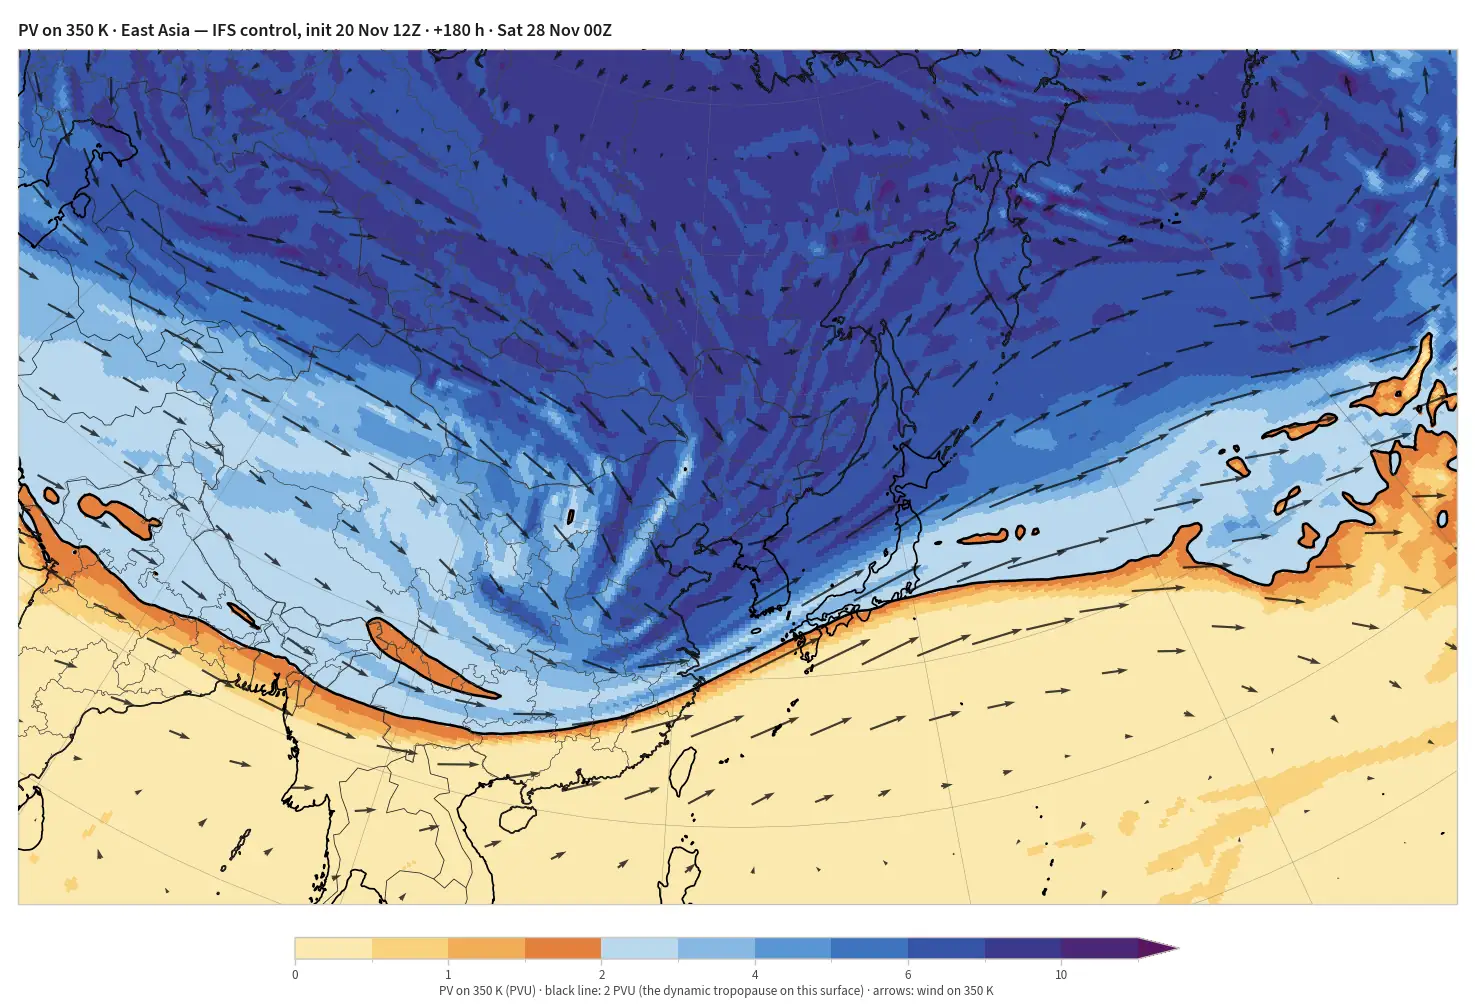 PV on 350 K · East Asia — IFS control, init 20 Nov 12Z · +180 h · Sat 28 Nov 00Z
0 1 2 4 6 10
PV on 350 K (PVU) · black line: 2 PVU (the dynamic tropopause on this surface) · arrows: wind on 350 K